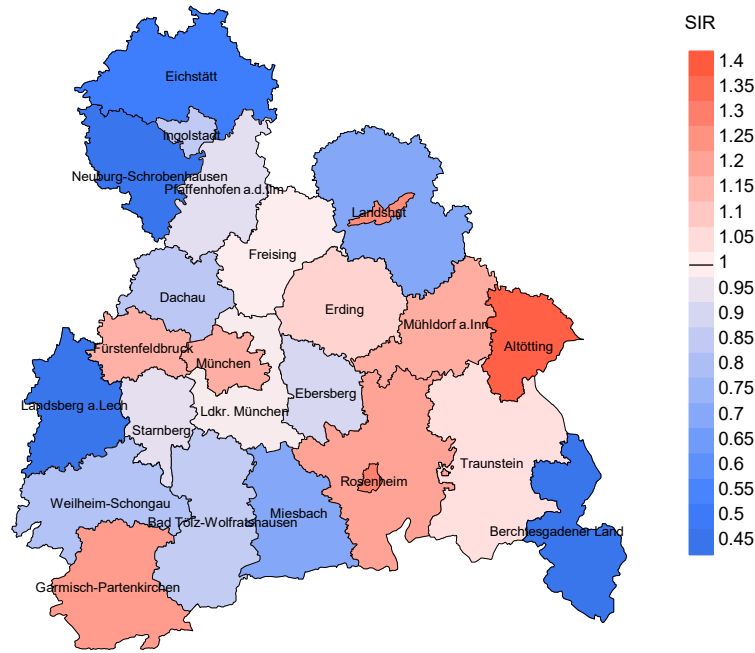 SIR
Eichstätt
Ingolstadt
Neuburg-Schrobenhausen
Pfaffenhofen a.d.Ilm
Landshut
Freising
Dachau
Erding
Mühldorf a.Inn
Altötting
Fürstenfeldbruck
München
Ebersberg
Landsberg a.Lech
Ldkr. München
Starnberg
Traunstein
Rosenheim
Weilheim-Schongau
Miesbach
Bad Tölz-Wolfratshausen
Berchtesgadener Land
Garmisch-Partenkirchen
1.4
1.35
1.3
1.25
1.2
1.15
1.1
1.05
1
0.95
0.9
0.85
0.8
0.75
0.7
0.65
0.6
0.55
0.5
0.45